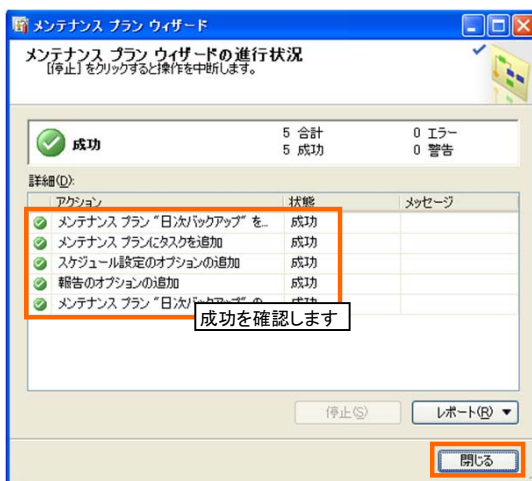 メンテナンス プラン ウィザード
メンテナンス プラン ウィザードの進行状況
[停止] をクリックすると操作を中断します。
成功
5 合計
0 エラー
5 成功
0 警告
詳細(D):
アクション 状態 メッセージ
メンテナンス プラン "日次バックアップ" を... 成功
メンテナンス プランにタスクを追加 成功
スケジュール設定のオプションの追加 成功
報告のオプションの追加 成功
メンテナンス プラン "日次バックアップ" の
成功を確認します
停止(S) レポート(R)
閉じる